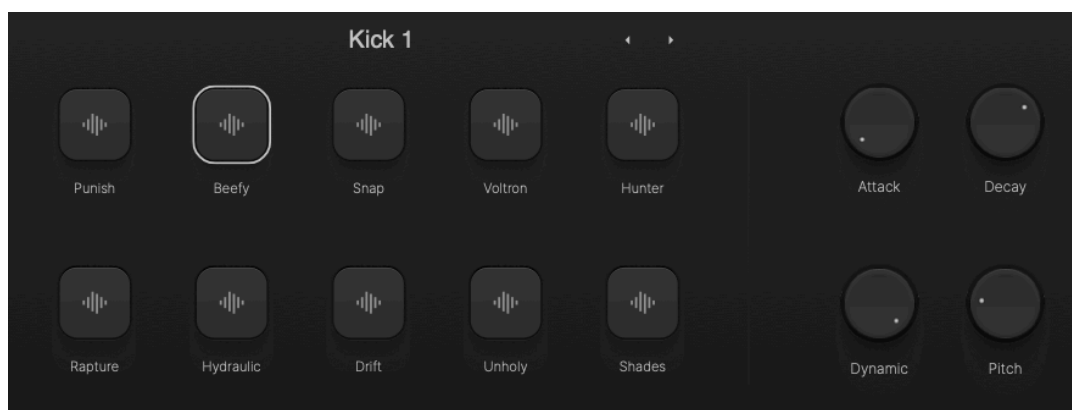 Kick 1
Punish Beefy Snap Voltron Hunter Attack Decay
Rapture Hydraulic Drift Unholy Shades Dynamic Pitch